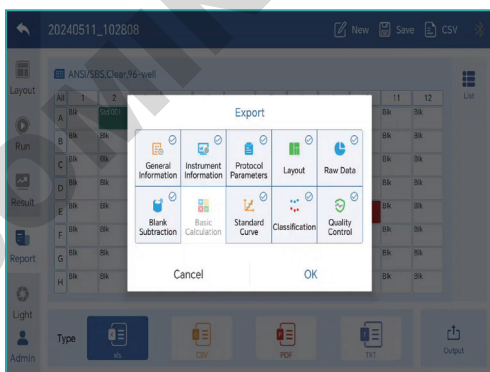 20240511_102808
New
Save
CSV
ANSI/SBS.Clear.96-well
Layout
Run
Result
Report
Light
Admin
List
All 1 2 11 12
A Blk Std001 Blk Blk
B Blk Blk Blk Blk
C Blk Blk Blk Blk
D Blk Blk Blk Blk
E Blk Blk Blk Blk
F Blk Blk Blk Blk
G Blk Blk Blk Blk
H Blk Blk Blk Blk
Export
General Information
Instrument Information
Protocol Parameters
Layout
Raw Data
Blank Subtraction
Basic Calculation
Standard Curve
Classification
Quality Control
Cancel
OK
Type
xls
CSV
PDF
TXT
Output